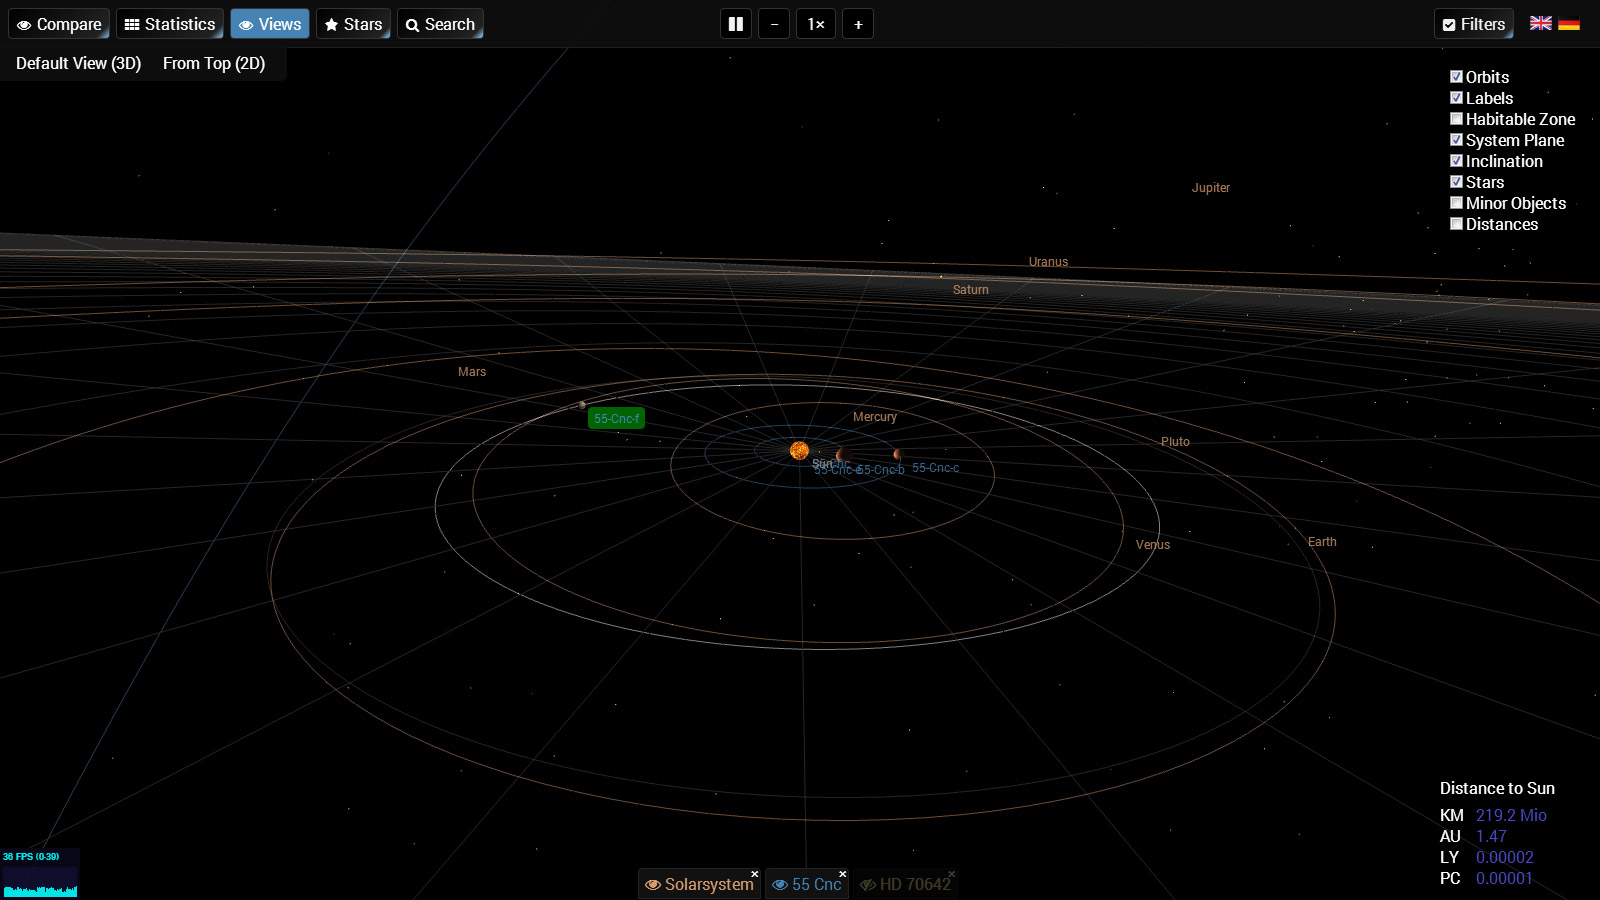 Compare Statistics Views Stars Search − 1× + Filters
Default View (3D) From Top (2D)
Orbits
Labels
Habitable Zone
System Plane
Inclination
Stars
Minor Objects
Distances
Jupiter
Uranus
Saturn
Mars
55-Cnc-f
Mercury
Pluto
Sun
55-Cnc-e
55-Cnc-b
55-Cnc-c
Venus
Earth
Distance to Sun
KM 219.2 Mio
AU 1.47
LY 0.00002
PC 0.00001
36 FPS (0-39)
Solarsystem 55 Cnc HD 70642